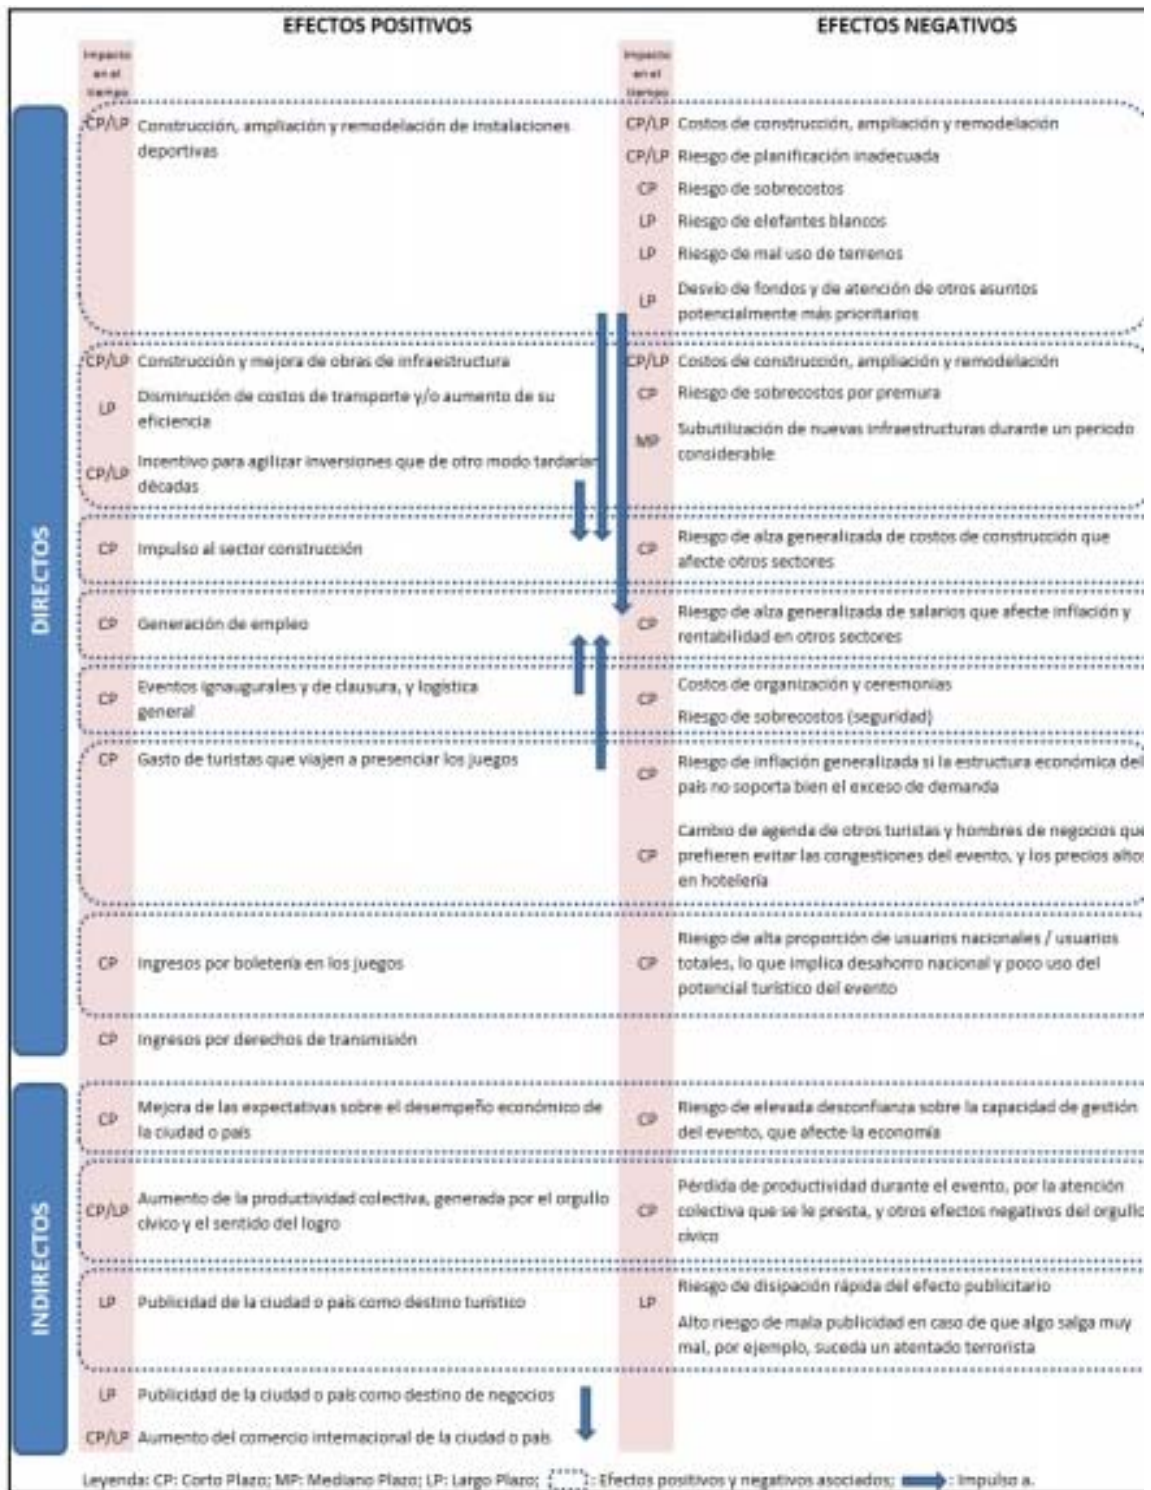 EFECTOS POSITIVOS
EFECTOS NEGATIVOS
Impacto
en el
tiempo
Impacto
en el
tiempo
DIRECTOS
CP/LP Construcción, ampliación y remodelación de instalaciones
deportivas
CP/LP Costos de construcción, ampliación y remodelación
CP/LP Riesgo de planificación inadecuada
CP Riesgo de sobrecostos
LP Riesgo de elefantes blancos
LP Riesgo de mal uso de terrenos
LP Desvío de fondos y de atención de otros asuntos
potencialmente más prioritarios
CP/LP Construcción y mejora de obras de infraestructura
LP Disminución de costos de transporte y/o aumento de su
eficiencia
CP/LP Incentivo para agilizar inversiones que de otro modo tardarían
décadas
CP/LP Costos de construcción, ampliación y remodelación
CP Riesgo de sobrecostos por premura
MP Subutilización de nuevas infraestructuras durante un periodo
considerable
CP Impulso al sector construcción
CP Riesgo de alza generalizada de costos de construcción que
afecte otros sectores
CP Generación de empleo
CP Riesgo de alza generalizada de salarios que afecte inflación y
rentabilidad en otros sectores
CP Eventos ignaugurales y de clausura, y logística
general
CP Costos de organización y ceremonias
Riesgo de sobrecostos (seguridad)
CP Gasto de turistas que viajen a presenciar los juegos
CP Riesgo de inflación generalizada si la estructura económica del
país no soporta bien el exceso de demanda
CP Cambio de agenda de otros turistas y hombres de negocios que
prefieren evitar las congestiones del evento, y los precios altos
en hotelería
CP Ingresos por boletería en los juegos
CP Riesgo de alta proporción de usuarios nacionales / usuarios
totales, lo que implica desahorro nacional y poco uso del
potencial turístico del evento
CP Ingresos por derechos de transmisión
INDIRECTOS
CP Mejora de las expectativas sobre el desempeño económico de
la ciudad o país
CP Riesgo de elevada desconfianza sobre la capacidad de gestión
del evento, que afecte la economía
CP/LP Aumento de la productividad colectiva, generada por el orgullo
cívico y el sentido del logro
CP Pérdida de productividad durante el evento, por la atención
colectiva que se le presta, y otros efectos negativos del orgullo
cívico
LP Publicidad de la ciudad o país como destino turístico
LP Riesgo de disipación rápida del efecto publicitario
Alto riesgo de mala publicidad en caso de que algo salga muy
mal, por ejemplo, suceda un atentado terrorista
LP Publicidad de la ciudad o país como destino de negocios
CP/LP Aumento del comercio internacional de la ciudad o país
Leyenda: CP: Corto Plazo; MP: Mediano Plazo; LP: Largo Plazo; : Efectos positivos y negativos asociados; : Impulso a.